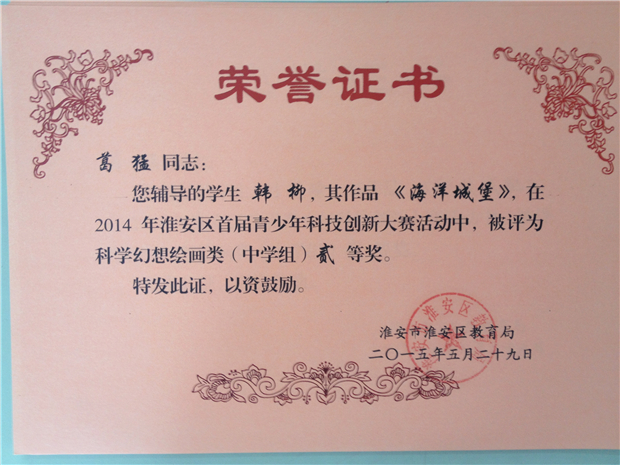 荣誉证书
葛 猛 同志:
您辅导的学生 韩 柳,其作品《海洋城堡》,在
2014 年淮安区首届青少年科技创新大赛活动中,被评为
科学幻想绘画类(中学组)贰 等奖。
特发此证,以资鼓励。
淮安市淮安区教育局
二〇一五年五月二十九日